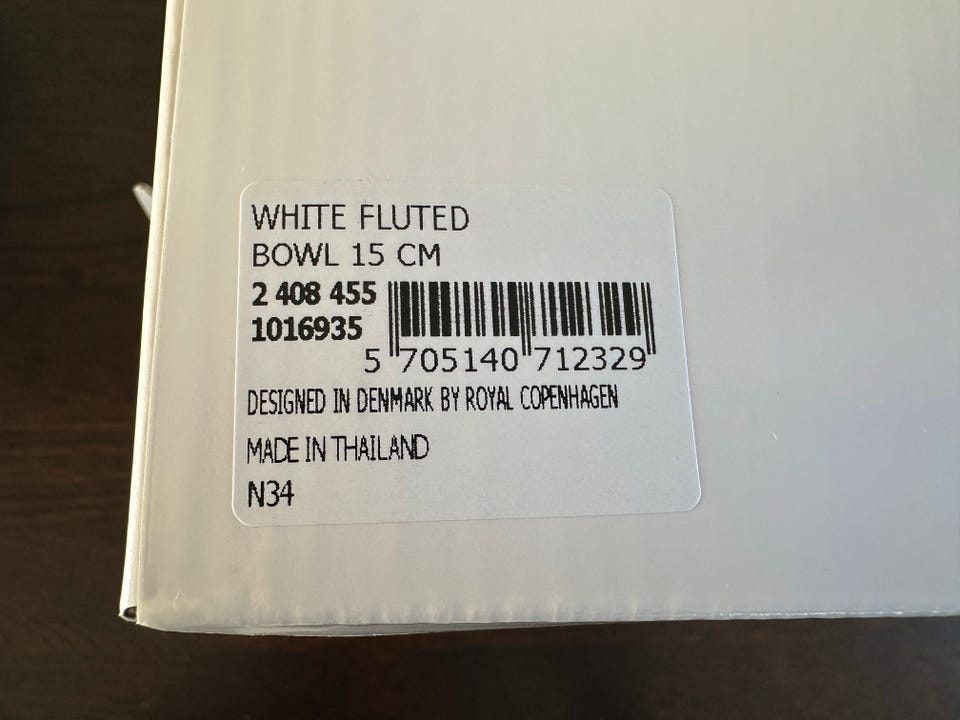 WHITE FLUTED
BOWL 15 CM
2 408 455
1016935
5 705140 712329
DESIGNED IN DENMARK BY ROYAL COPENHAGEN
MADE IN THAILAND
N34